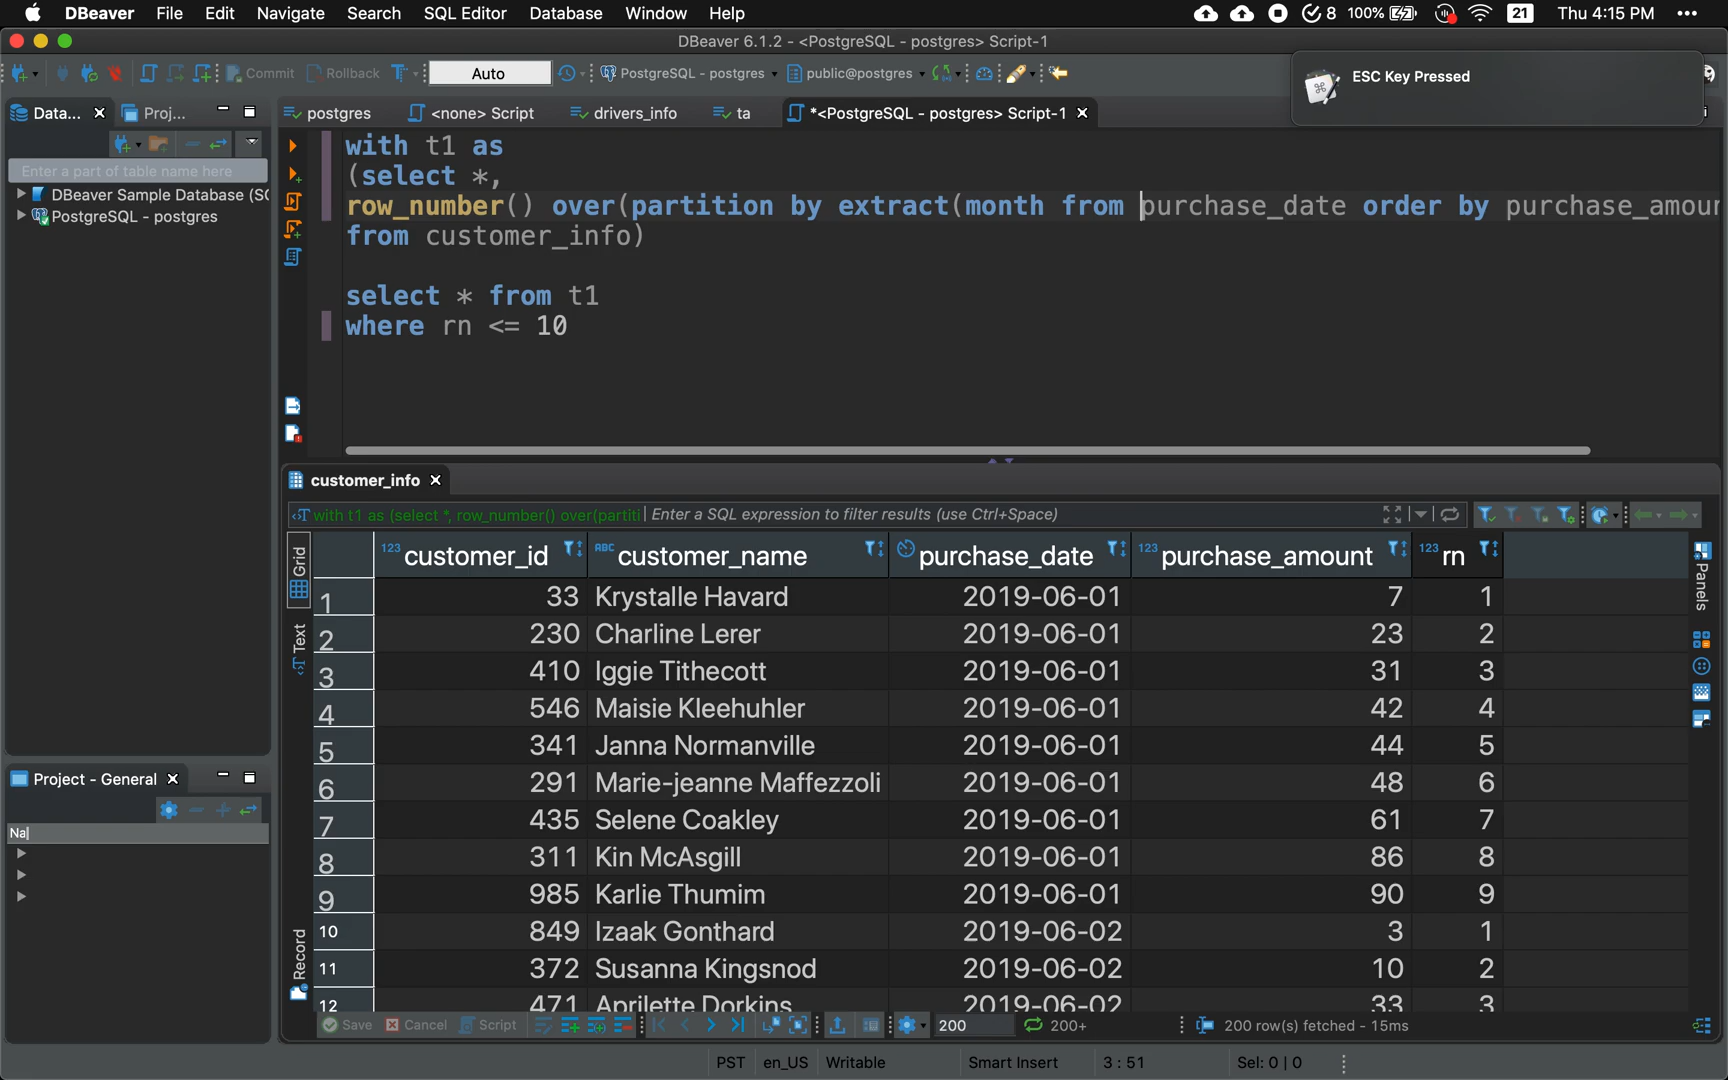 DBeaver File Edit Navigate Search SQL Editor Database Window Help 8 100% 21 Thu 4:15 PM
DBeaver 6.1.2 - <PostgreSQL - postgres> Script-1
Commit Rollback Auto PostgreSQL - postgres public@postgres
ESC Key Pressed
Data... Proj... postgres <none> Script drivers_info ta *<PostgreSQL - postgres> Script-1
Enter a part of table name here
DBeaver Sample Database (SQ
PostgreSQL - postgres
with t1 as
(select *,
row_number() over(partition by extract(month from purchase_date order by purchase_amour
from customer_info)
select * from t1
where rn <= 10
customer_info
with t1 as (select *, row_number() over(partiti Enter a SQL expression to filter results (use Ctrl+Space)
Grid
Text
Record
Panels
123 customer_id ABC customer_name purchase_date 123 purchase_amount 123 rn
1 33 Krystalle Havard 2019-06-01 7 1
2 230 Charline Lerer 2019-06-01 23 2
3 410 Iggie Tithecott 2019-06-01 31 3
4 546 Maisie Kleehuhler 2019-06-01 42 4
5 341 Janna Normanville 2019-06-01 44 5
6 291 Marie-jeanne Maffezzoli 2019-06-01 48 6
7 435 Selene Coakley 2019-06-01 61 7
8 311 Kin McAsgill 2019-06-01 86 8
9 985 Karlie Thumim 2019-06-01 90 9
10 849 Izaak Gonthard 2019-06-02 3 1
11 372 Susanna Kingsnod 2019-06-02 10 2
12 471 Aprilette Dorkins 2019-06-02 33 3
Project - General
Na
Save Cancel Script 200 200+ 200 row(s) fetched - 15ms
PST en_US Writable Smart Insert 3 : 51 Sel: 0 | 0